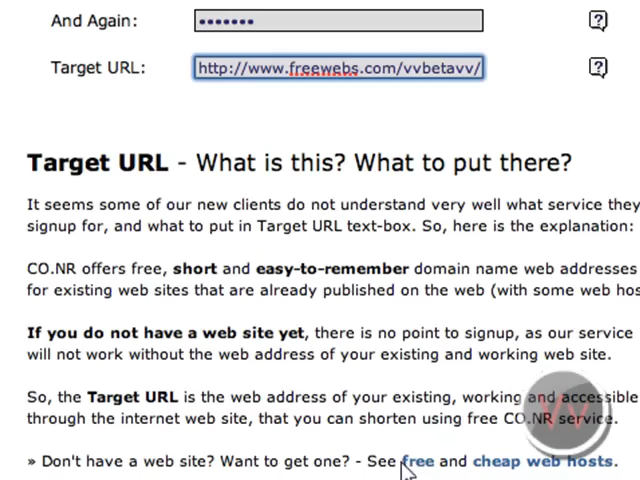 And Again: •••••••
?
Target URL: http://www.freewebs.com/vvbetavv/
?
Target URL - What is this? What to put there?
It seems some of our new clients do not understand very well what service they
signup for, and what to put in Target URL text-box. So, here is the explanation:
CO.NR offers free, short and easy-to-remember domain name web addresses
for existing web sites that are already published on the web (with some web hos
If you do not have a web site yet, there is no point to signup, as our service
will not work without the web address of your existing and working web site.
So, the Target URL is the web address of your existing, working and accessible
through the internet web site, that you can shorten using free CO.NR service.
» Don't have a web site? Want to get one? - See free and cheap web hosts.
VV